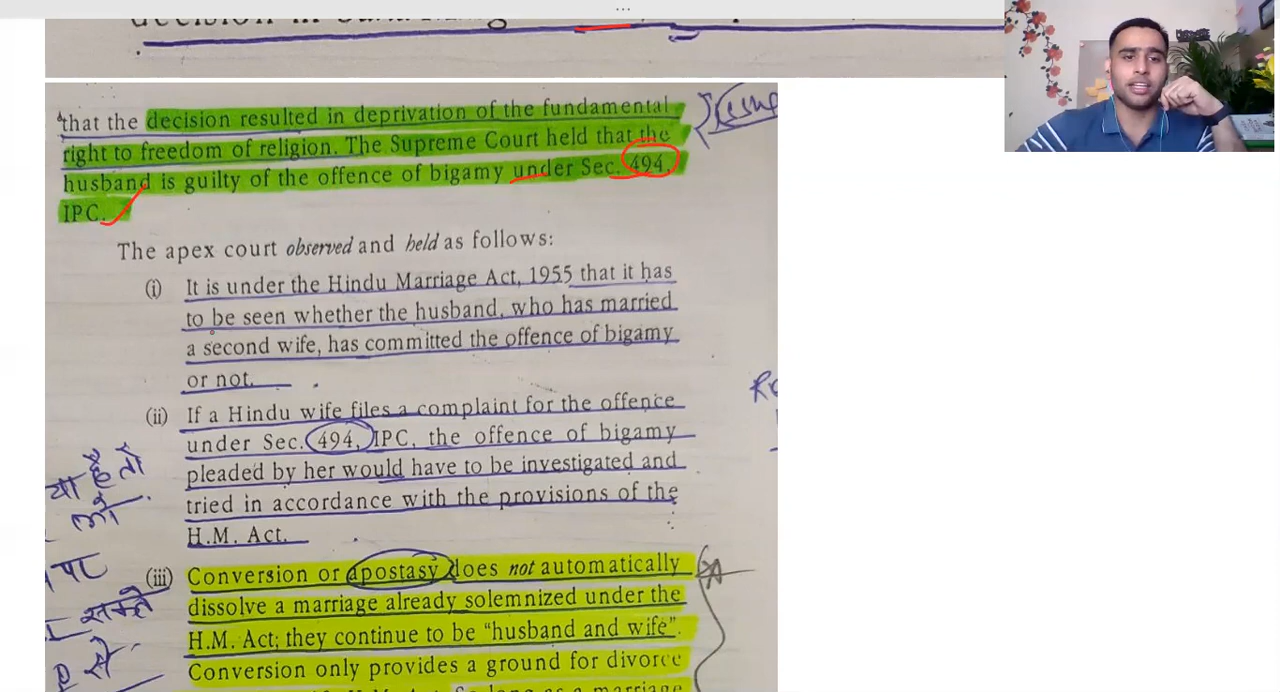 that the decision resulted in deprivation of the fundamental
right to freedom of religion. The Supreme Court held that the
husband is guilty of the offence of bigamy under Sec. 494,
IPC.
The apex court observed and held as follows:
(i) It is under the Hindu Marriage Act, 1955 that it has
to be seen whether the husband, who has married
a second wife, has committed the offence of bigamy
or not.
(ii) If a Hindu wife files a complaint for the offence
under Sec. 494, IPC, the offence of bigamy
pleaded by her would have to be investigated and
tried in accordance with the provisions of the
H.M. Act.
(iii) Conversion or apostasy does not automatically
dissolve a marriage already solemnized under the
H.M. Act; they continue to be "husband and wife".
Conversion only provides a ground for divorce